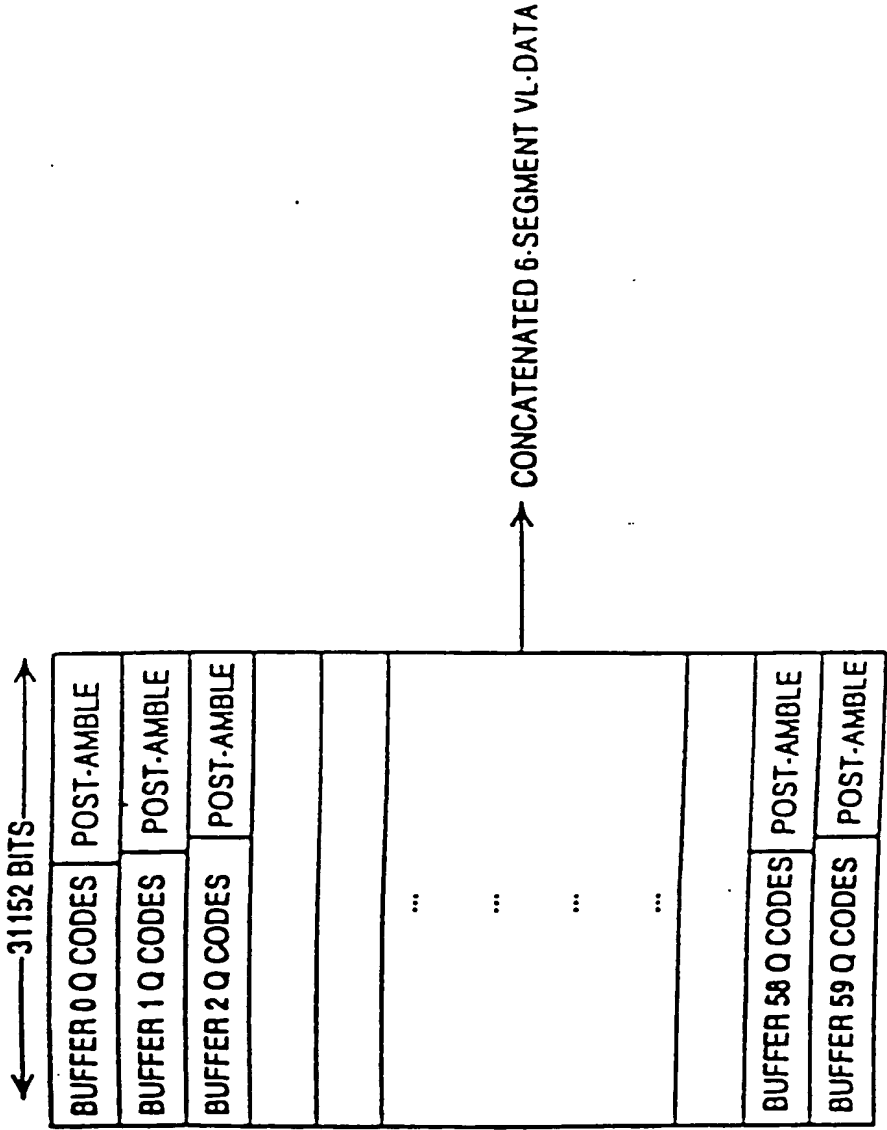 31152 BITS
BUFFER 0 Q CODES POST-AMBLE
BUFFER 1 Q CODES POST-AMBLE
BUFFER 2 Q CODES POST-AMBLE
...
...
...
...
BUFFER 58 Q CODES POST-AMBLE
BUFFER 59 Q CODES POST-AMBLE
CONCATENATED 6-SEGMENT VL-DATA